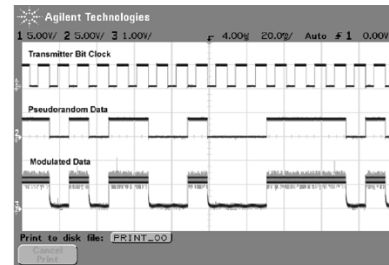 Agilent Technologies
1 5.00V/ 2 5.00V/ 3 1.00V/ 4.00s 20.0s/ Auto 1 0.00V
Transmitter Bit Clock
Pseudorandom Data
Modulated Data
Print to disk file: PRINT_00
Cancel
Print